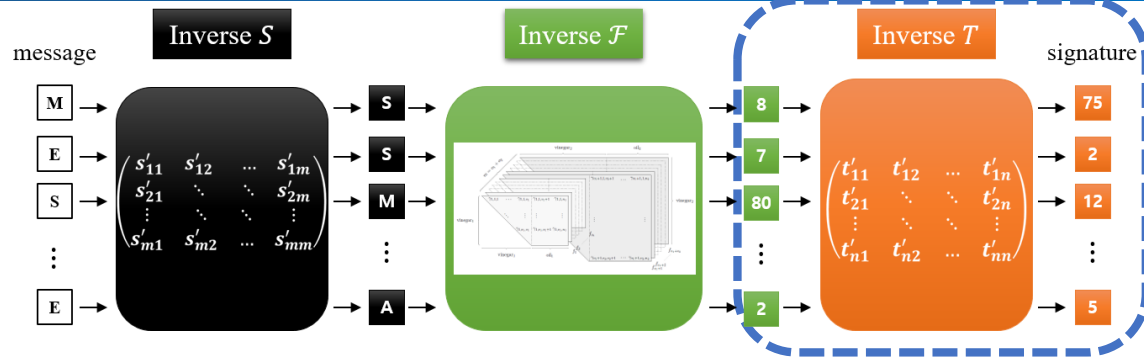 Inverse S
Inverse ℱ
Inverse T
message
signature
M
E
S
⋮
E
s′11 s′12 … s′1m
s′21 ⋱ ⋱ s′2m
⋮ ⋱ ⋱ ⋮
s′m1 s′m2 … s′mm
S
S
M
⋮
A
8
7
80
⋮
2
t′11 t′12 … t′1n
t′21 ⋱ ⋱ t′2n
⋮ ⋱ ⋱ ⋮
t′n1 t′n2 … t′nn
75
2
12
⋮
5